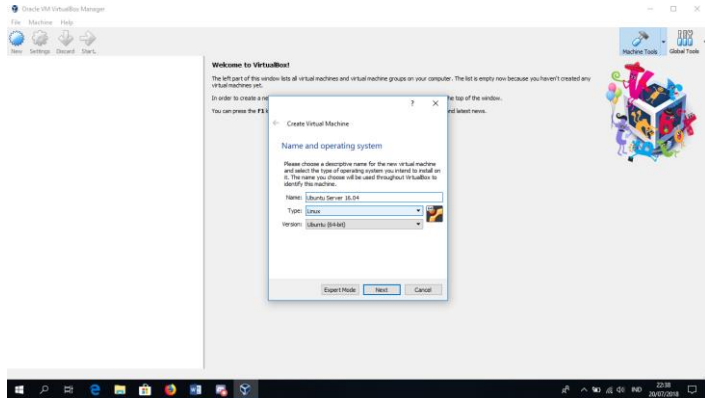 Oracle VM VirtualBox Manager
File Machine Help
New Settings Discard Start
Machine Tools Global Tools
Welcome to VirtualBox!
The left part of this window lists all virtual machines and virtual machine groups on your computer. The list is empty now because you haven't created any
virtual machines yet.
In order to create a ne
he top of the window.
You can press the F1 k
nd latest news.
? ×
Create Virtual Machine
Name and operating system
Please choose a descriptive name for the new virtual machine
and select the type of operating system you intend to install on
it. The name you choose will be used throughout VirtualBox to
identify this machine.
Name: Ubuntu Server 16.04
Type: Linux
Version: Ubuntu (64-bit)
Expert Mode Next Cancel
IND
22:38
20/07/2018